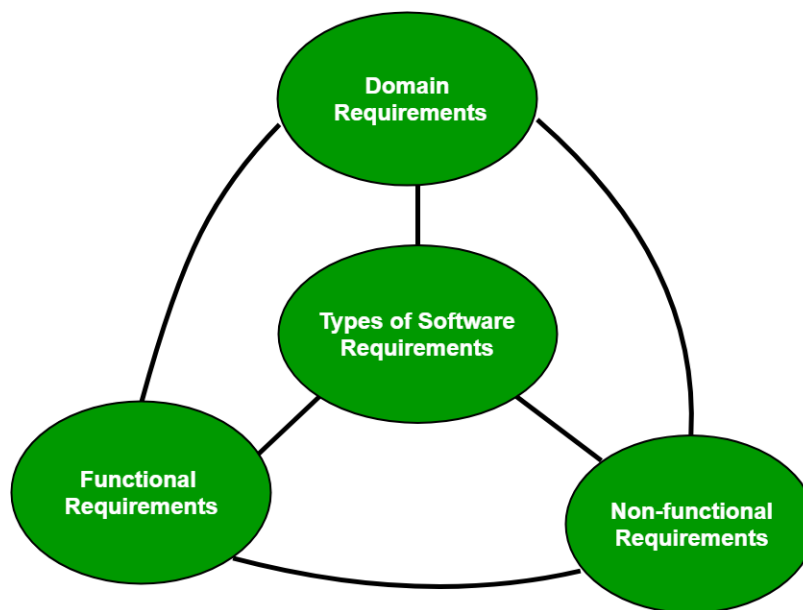 Domain
Requirements
Types of Software
Requirements
Functional
Requirements
Non-functional
Requirements